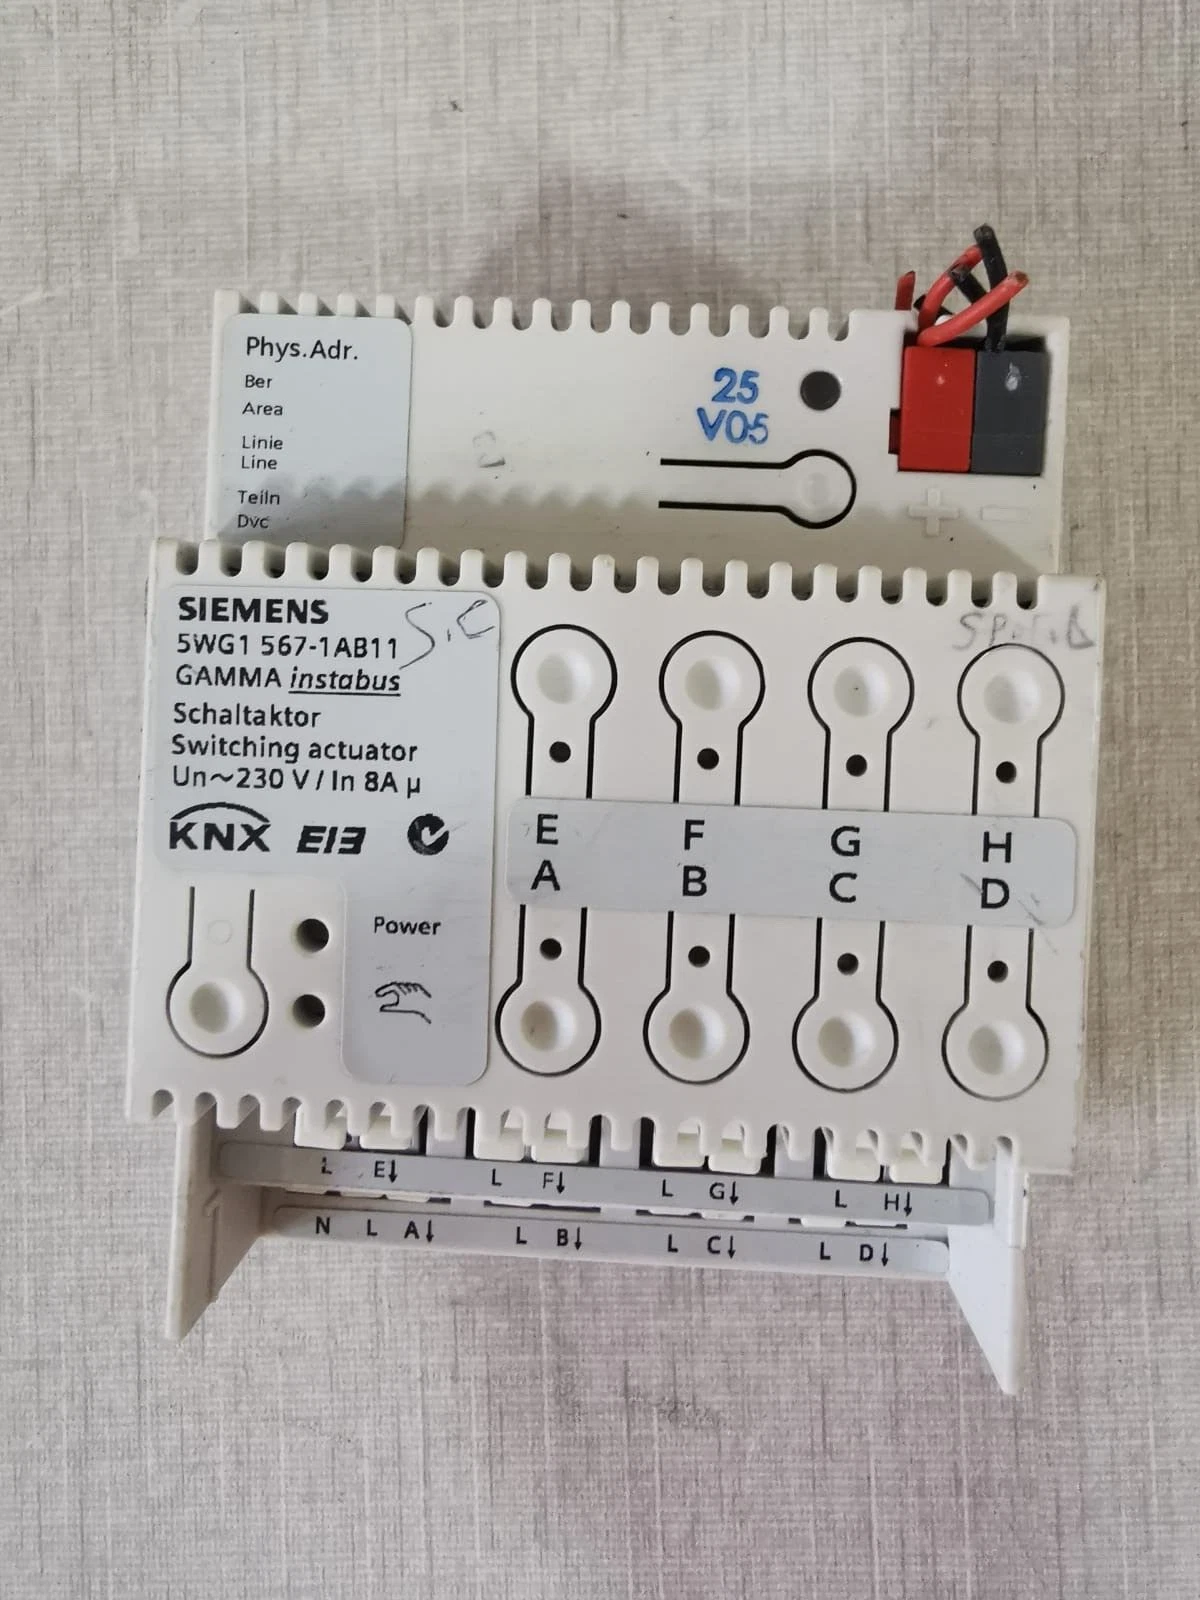 Phys.Adr.
Ber
Area
Linie
Line
Teiln
Dvc
25
V05
+ −
SIEMENS
5WG1 567-1AB11
GAMMA instabus
Schaltaktor
Switching actuator
Un~230 V / In 8A µ
KNX EIB
Power
E F G H
A B C D
L E↓ L F↓ L G↓ L H↓
N L A↓ L B↓ L C↓ L D↓